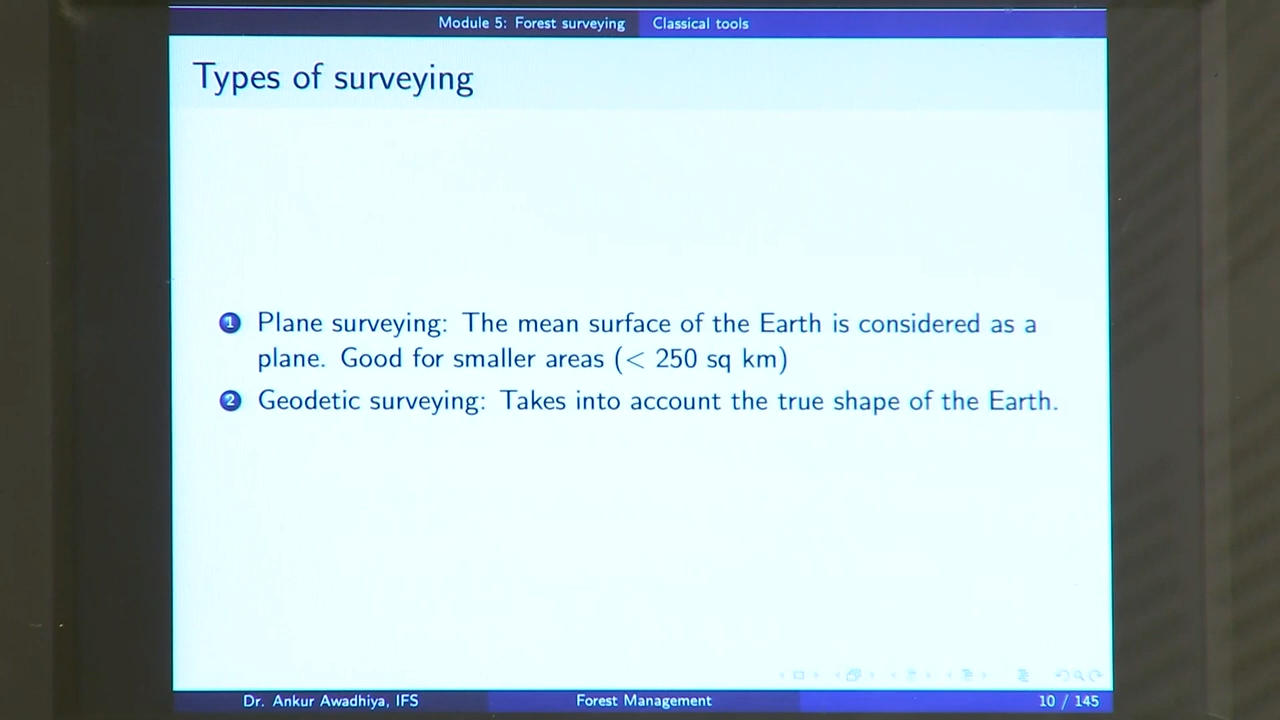 Module 5: Forest surveying Classical tools
Types of surveying
1 Plane surveying: The mean surface of the Earth is considered as a
plane. Good for smaller areas (< 250 sq km)
2 Geodetic surveying: Takes into account the true shape of the Earth.
Dr. Ankur Awadhiya, IFS Forest Management 10 / 145